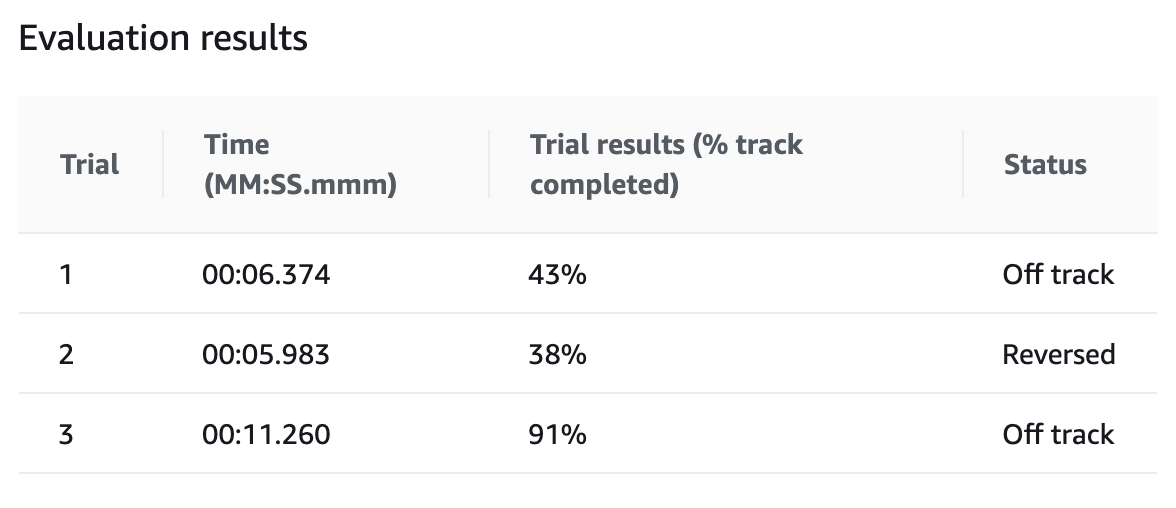 Evaluation results
Trial
Time
(MM:SS.mmm)
Trial results (% track
completed)
Status
1 00:06.374 43% Off track
2 00:05.983 38% Reversed
3 00:11.260 91% Off track